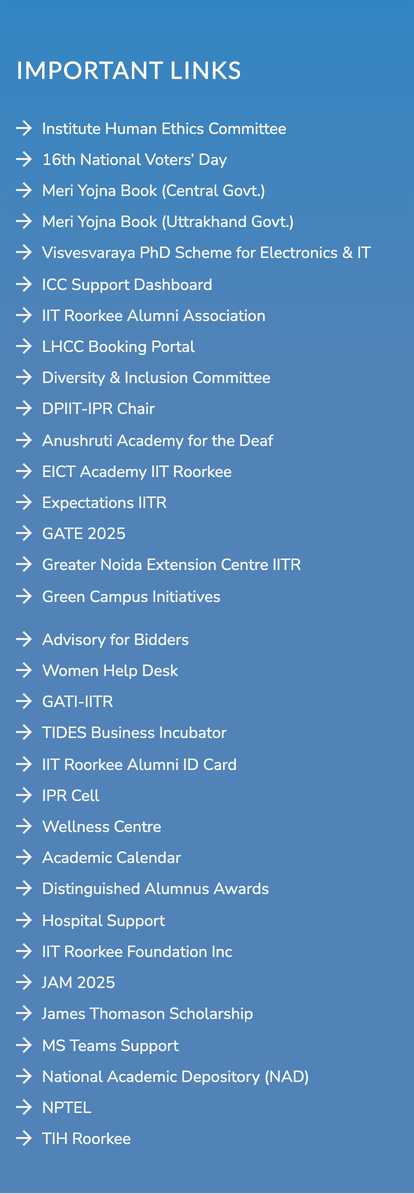 IMPORTANT LINKS
Institute Human Ethics Committee
16th National Voters' Day
Meri Yojna Book (Central Govt.)
Meri Yojna Book (Uttrakhand Govt.)
Visvesvaraya PhD Scheme for Electronics & IT
ICC Support Dashboard
IIT Roorkee Alumni Association
LHCC Booking Portal
Diversity & Inclusion Committee
DPIIT-IPR Chair
Anushruti Academy for the Deaf
EICT Academy IIT Roorkee
Expectations IITR
GATE 2025
Greater Noida Extension Centre IITR
Green Campus Initiatives
Advisory for Bidders
Women Help Desk
GATI-IITR
TIDES Business Incubator
IIT Roorkee Alumni ID Card
IPR Cell
Wellness Centre
Academic Calendar
Distinguished Alumnus Awards
Hospital Support
IIT Roorkee Foundation Inc
JAM 2025
James Thomason Scholarship
MS Teams Support
National Academic Depository (NAD)
NPTEL
TIH Roorkee